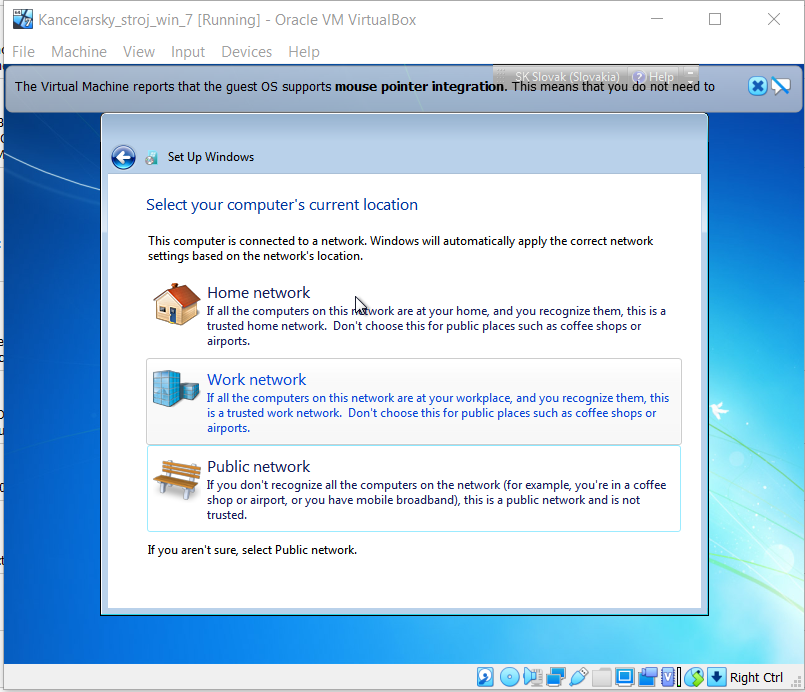 Kancelarsky_stroj_win_7 [Running] - Oracle VM VirtualBox
File Machine View Input Devices Help
SK Slovak (Slovakia) ? Help
The Virtual Machine reports that the guest OS supports mouse pointer integration. This means that you do not need to
Set Up Windows
Select your computer's current location
This computer is connected to a network. Windows will automatically apply the correct network
settings based on the network's location.
Home network
If all the computers on this network are at your home, and you recognize them, this is a
trusted home network. Don't choose this for public places such as coffee shops or
airports.
Work network
If all the computers on this network are at your workplace, and you recognize them, this
is a trusted work network. Don't choose this for public places such as coffee shops or
airports.
Public network
If you don't recognize all the computers on the network (for example, you're in a coffee
shop or airport, or you have mobile broadband), this is a public network and is not
trusted.
If you aren't sure, select Public network.
Right Ctrl